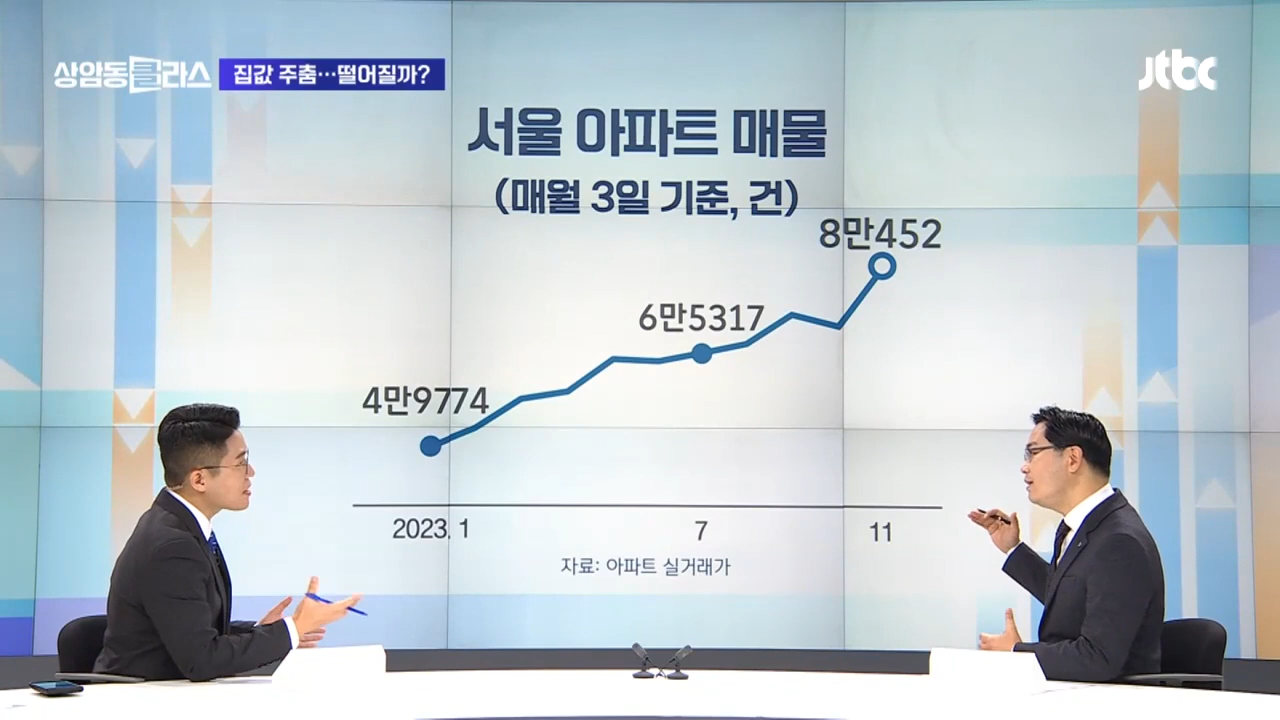 상암동클라스
집값 주춤…떨어질까?
jtbc
서울 아파트 매물
(매월 3일 기준, 건)
8만452
6만5317
4만9774
2023. 1
7
11
자료: 아파트 실거래가